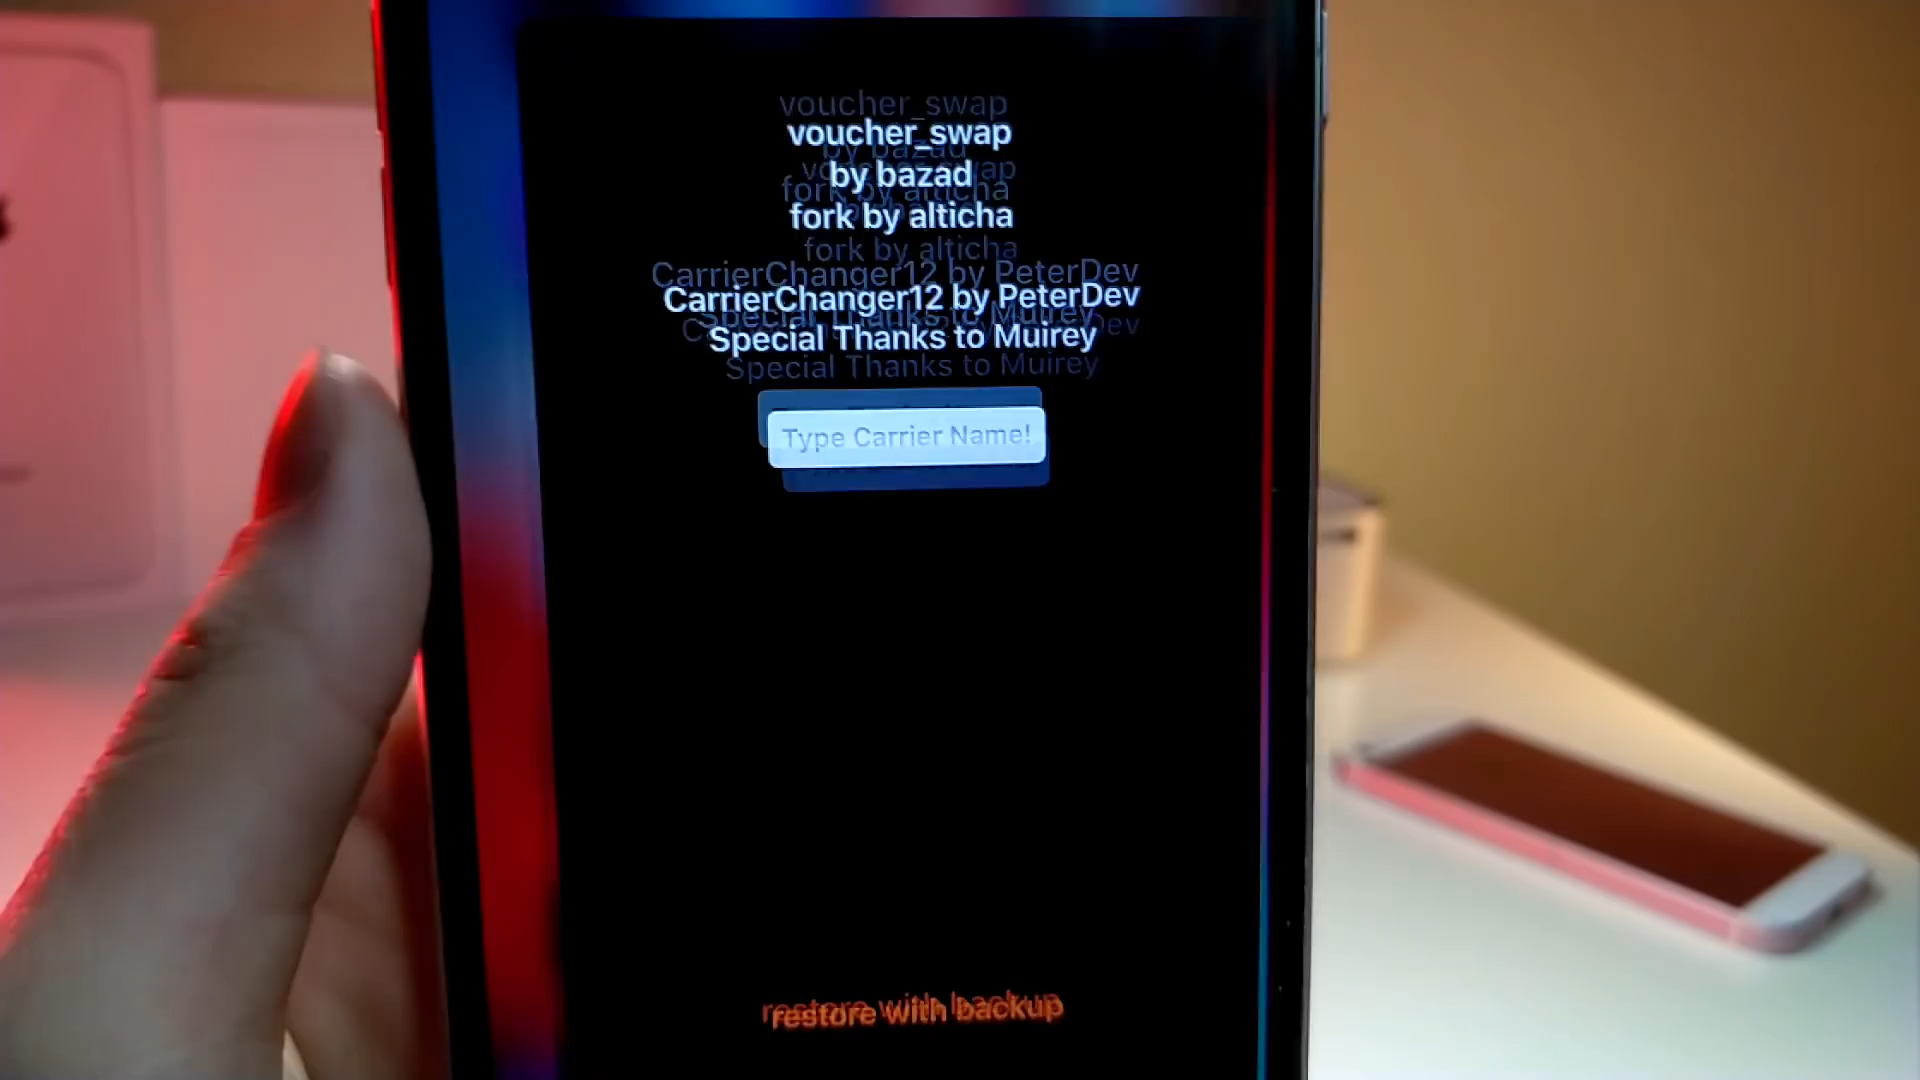 voucher_swap
by bazad
fork by alticha
CarrierChanger12 by PeterDev
Special Thanks to Muirey
Type Carrier Name!
restore with backup